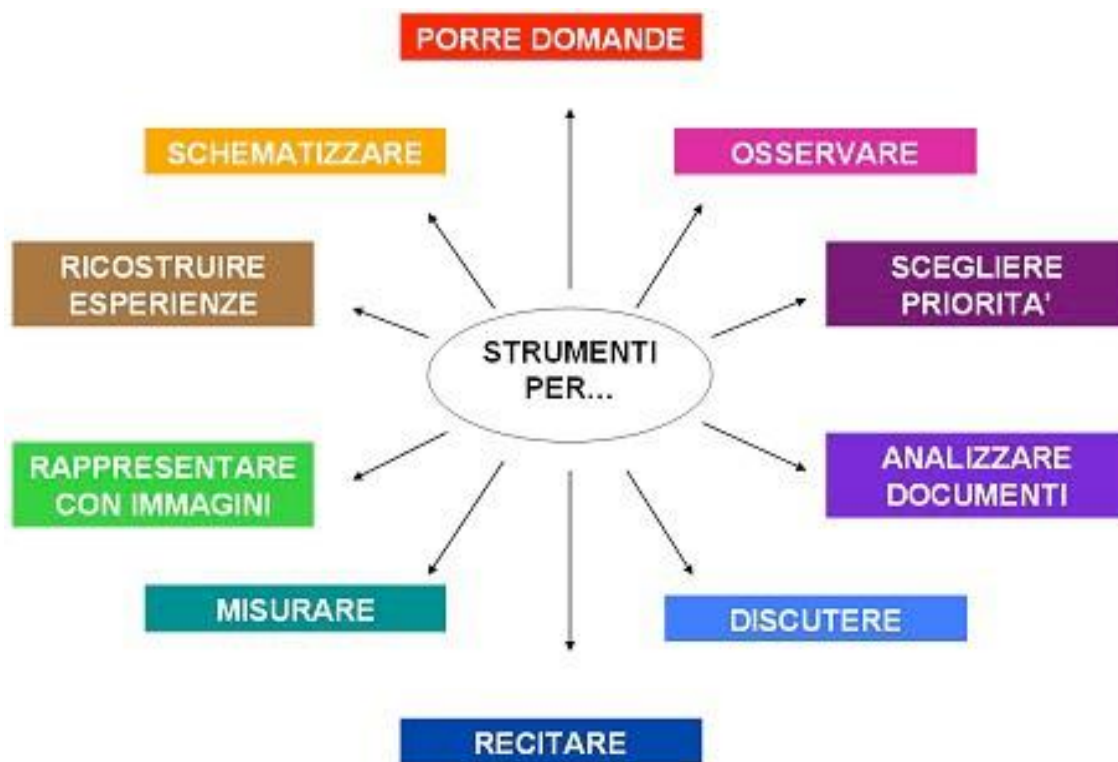 PORRE DOMANDE
SCHEMATIZZARE
OSSERVARE
RICOSTRUIRE
ESPERIENZE
SCEGLIERE
PRIORITA'
STRUMENTI
PER...
RAPPRESENTARE
CON IMMAGINI
ANALIZZARE
DOCUMENTI
MISURARE
DISCUTERE
RECITARE